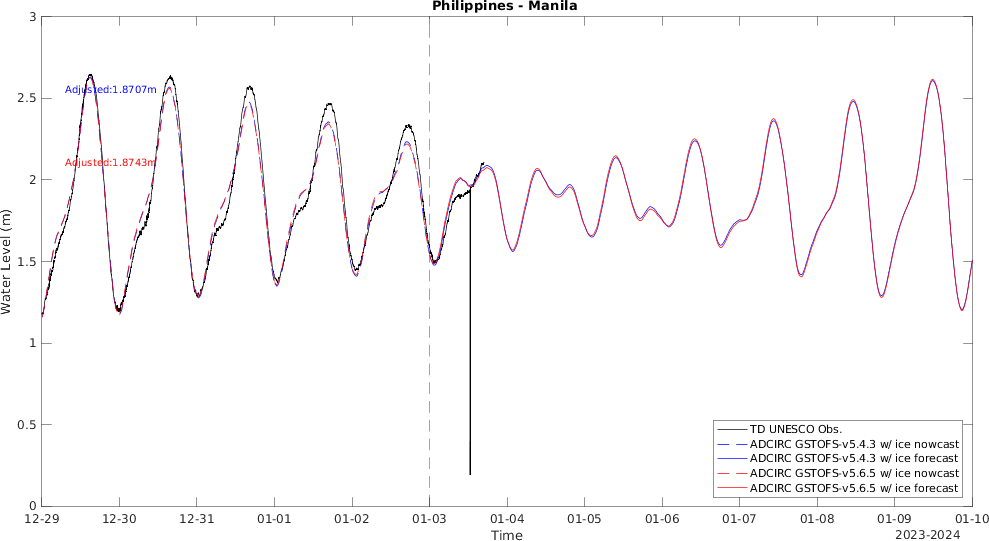 Philippines - Manila
3
2.5
2
1.5
1
0.5
0
Water Level (m)
Adjusted:1.8707m
Adjusted:1.8743m
TD UNESCO Obs.
ADCIRC GSTOFS-v5.4.3 w/ ice nowcast
ADCIRC GSTOFS-v5.4.3 w/ ice forecast
ADCIRC GSTOFS-v5.6.5 w/ ice nowcast
ADCIRC GSTOFS-v5.6.5 w/ ice forecast
12-29 12-30 12-31 01-01 01-02 01-03 01-04 01-05 01-06 01-07 01-08 01-09 01-10
Time
2023-2024